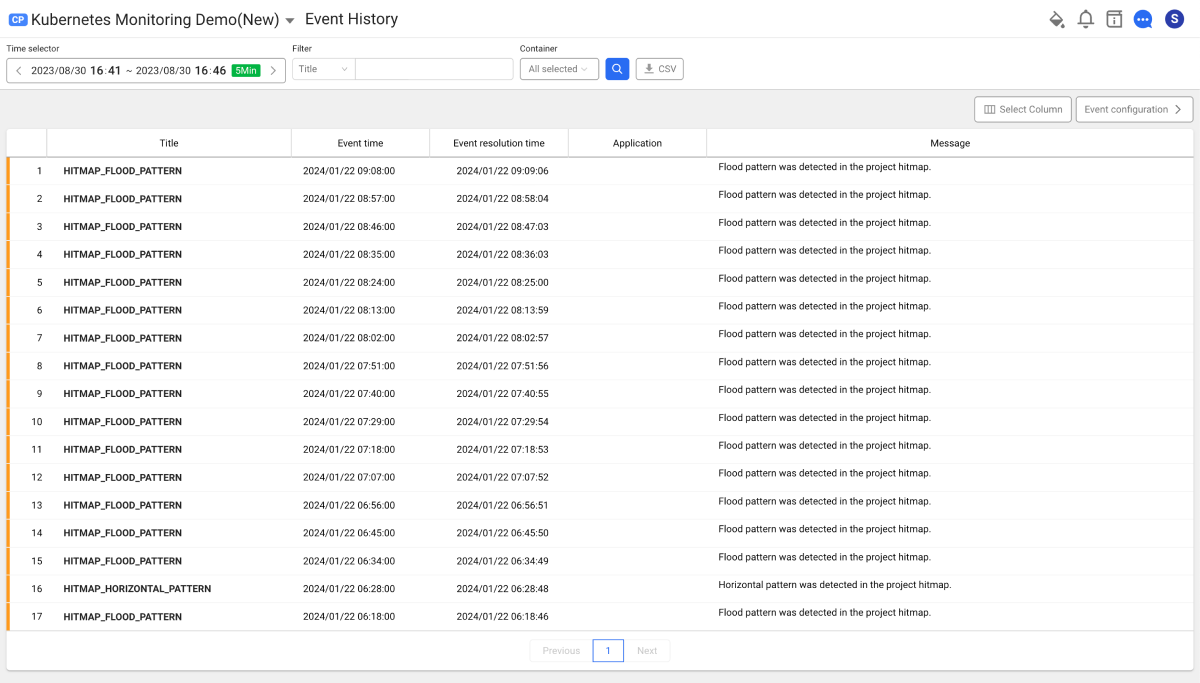 CP Kubernetes Monitoring Demo(New) Event History S
Time selector Filter Container
2023/08/30 16:41 ~ 2023/08/30 16:46 5Min Title All selected CSV
Select Column Event configuration
Title Event time Event resolution time Application Message
1 HITMAP_FLOOD_PATTERN 2024/01/22 09:08:00 2024/01/22 09:09:06 Flood pattern was detected in the project hitmap.
2 HITMAP_FLOOD_PATTERN 2024/01/22 08:57:00 2024/01/22 08:58:04 Flood pattern was detected in the project hitmap.
3 HITMAP_FLOOD_PATTERN 2024/01/22 08:46:00 2024/01/22 08:47:03 Flood pattern was detected in the project hitmap.
4 HITMAP_FLOOD_PATTERN 2024/01/22 08:35:00 2024/01/22 08:36:03 Flood pattern was detected in the project hitmap.
5 HITMAP_FLOOD_PATTERN 2024/01/22 08:24:00 2024/01/22 08:25:00 Flood pattern was detected in the project hitmap.
6 HITMAP_FLOOD_PATTERN 2024/01/22 08:13:00 2024/01/22 08:13:59 Flood pattern was detected in the project hitmap.
7 HITMAP_FLOOD_PATTERN 2024/01/22 08:02:00 2024/01/22 08:02:57 Flood pattern was detected in the project hitmap.
8 HITMAP_FLOOD_PATTERN 2024/01/22 07:51:00 2024/01/22 07:51:56 Flood pattern was detected in the project hitmap.
9 HITMAP_FLOOD_PATTERN 2024/01/22 07:40:00 2024/01/22 07:40:55 Flood pattern was detected in the project hitmap.
10 HITMAP_FLOOD_PATTERN 2024/01/22 07:29:00 2024/01/22 07:29:54 Flood pattern was detected in the project hitmap.
11 HITMAP_FLOOD_PATTERN 2024/01/22 07:18:00 2024/01/22 07:18:53 Flood pattern was detected in the project hitmap.
12 HITMAP_FLOOD_PATTERN 2024/01/22 07:07:00 2024/01/22 07:07:52 Flood pattern was detected in the project hitmap.
13 HITMAP_FLOOD_PATTERN 2024/01/22 06:56:00 2024/01/22 06:56:51 Flood pattern was detected in the project hitmap.
14 HITMAP_FLOOD_PATTERN 2024/01/22 06:45:00 2024/01/22 06:45:50 Flood pattern was detected in the project hitmap.
15 HITMAP_FLOOD_PATTERN 2024/01/22 06:34:00 2024/01/22 06:34:49 Flood pattern was detected in the project hitmap.
16 HITMAP_HORIZONTAL_PATTERN 2024/01/22 06:28:00 2024/01/22 06:28:48 Horizontal pattern was detected in the project hitmap.
17 HITMAP_FLOOD_PATTERN 2024/01/22 06:18:00 2024/01/22 06:18:46 Flood pattern was detected in the project hitmap.
Previous 1 Next